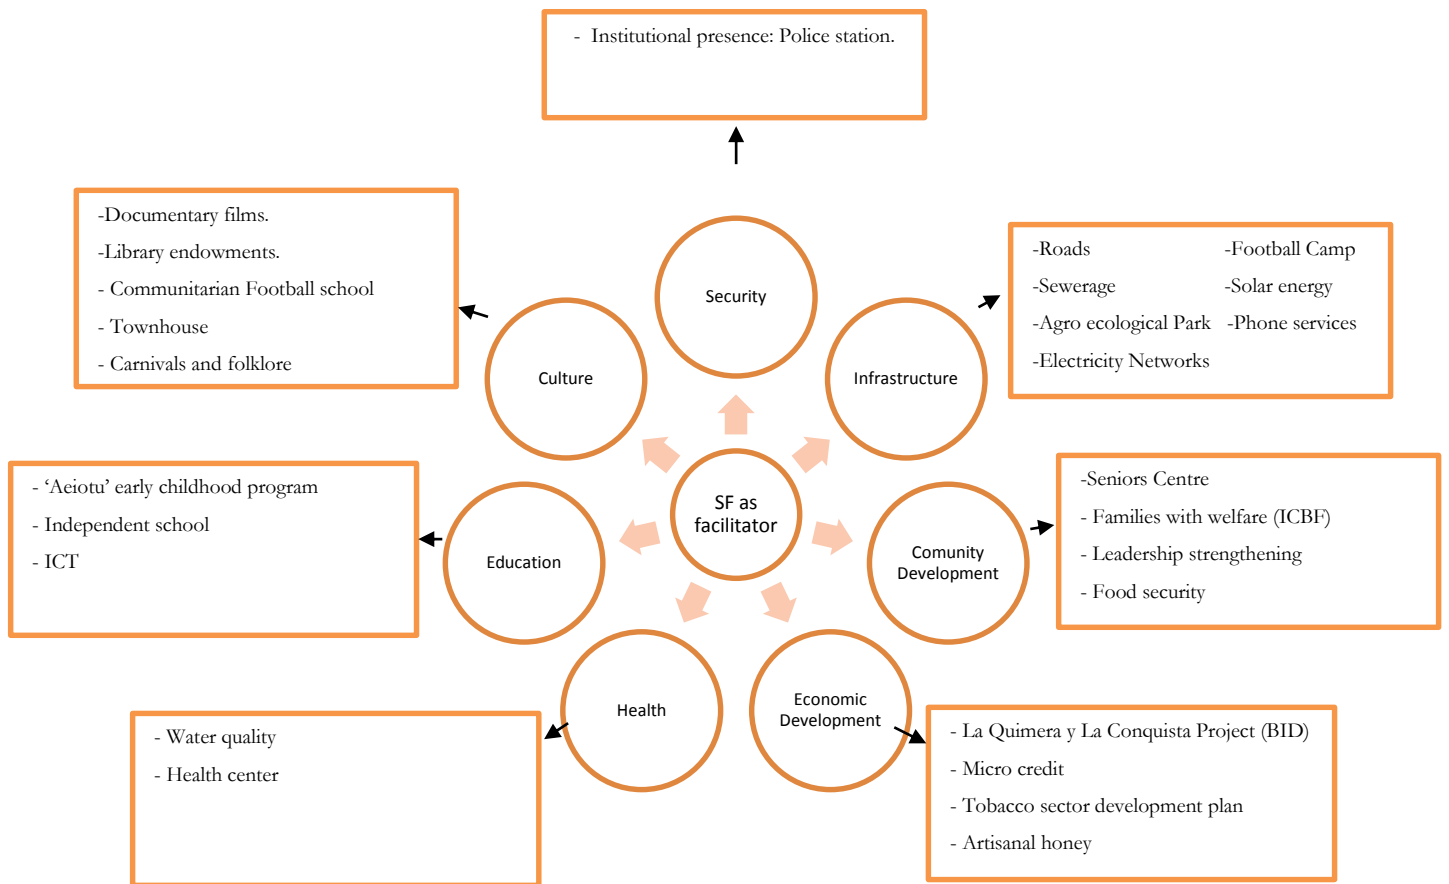 - Institutional presence: Police station.
-Documentary films.
-Library endowments.
- Communitarian Football school
- Townhouse
- Carnivals and folklore
Security
-Roads
-Football Camp
-Sewerage
-Solar energy
-Agro ecological Park
-Phone services
-Electricity Networks
Culture
Infrastructure
- ‘Aeiotu’ early childhood program
- Independent school
- ICT
Education
SF as
facilitator
Comunity
Development
-Seniors Centre
- Families with welfare (ICBF)
- Leadership strengthening
- Food security
- Water quality
- Health center
Health
Economic
Development
- La Quimera y La Conquista Project (BID)
- Micro credit
- Tobacco sector development plan
- Artisanal honey